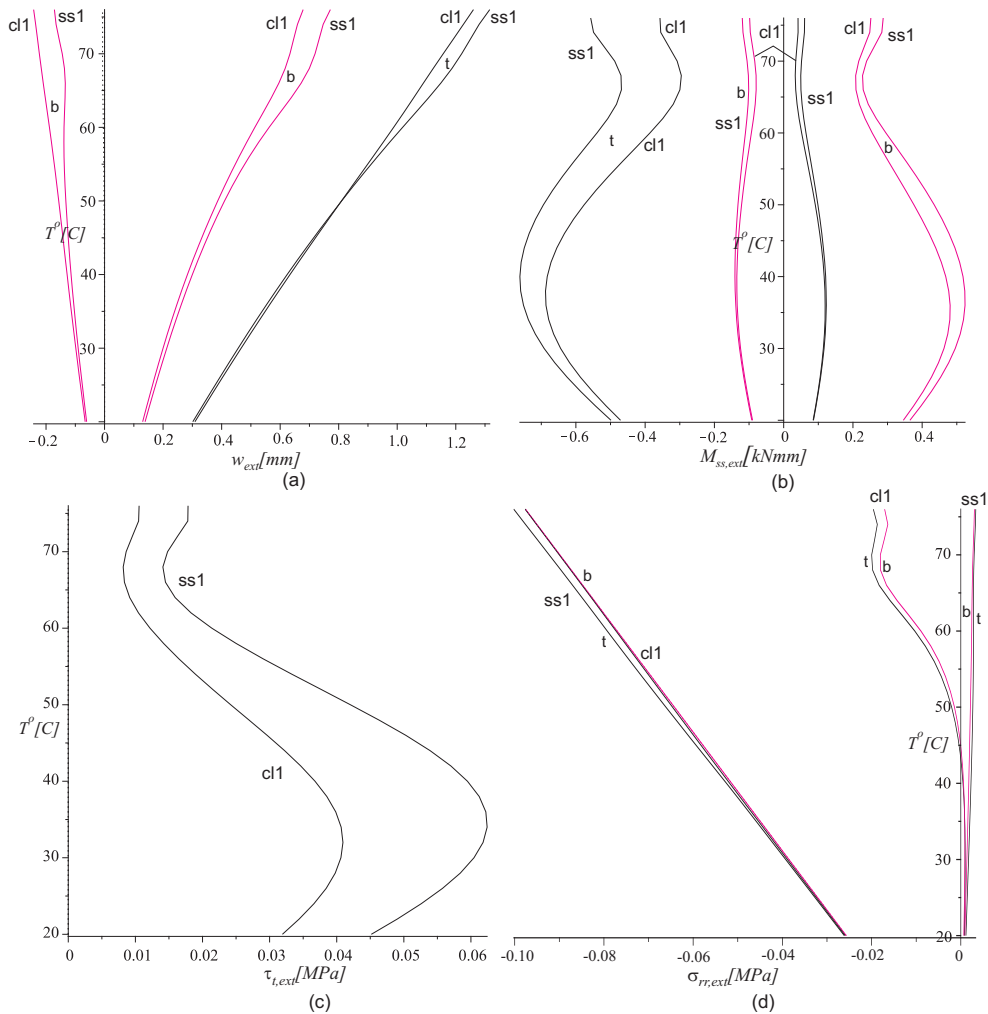 cl1 ss1 cl1 ss1 cl1 ss1
70
t
b
b
60
50
T⁰[C]
40
30
-0.2 0 0.2 0.4 0.6 0.8 1.0 1.2
w_ext[mm]
(a)
ss1 cl1 cl1 cl1 ss1
70
b ss1
ss1
t cl1 b
60
50
T⁰[C]
40
30
-0.6 -0.4 -0.2 0 0.2 0.4
M_ss,ext[kNmm]
(b)
70
ss1
60
50
T⁰[C]
cl1
40
30
20
0 0.01 0.02 0.03 0.04 0.05 0.06
τ_t,ext[MPa]
(c)
cl1 ss1
70
b t b
ss1
b t
t cl1
60
50
T⁰[C]
40
30
20
-0.10 -0.08 -0.06 -0.04 -0.02 0
σ_rr,ext[MPa]
(d)